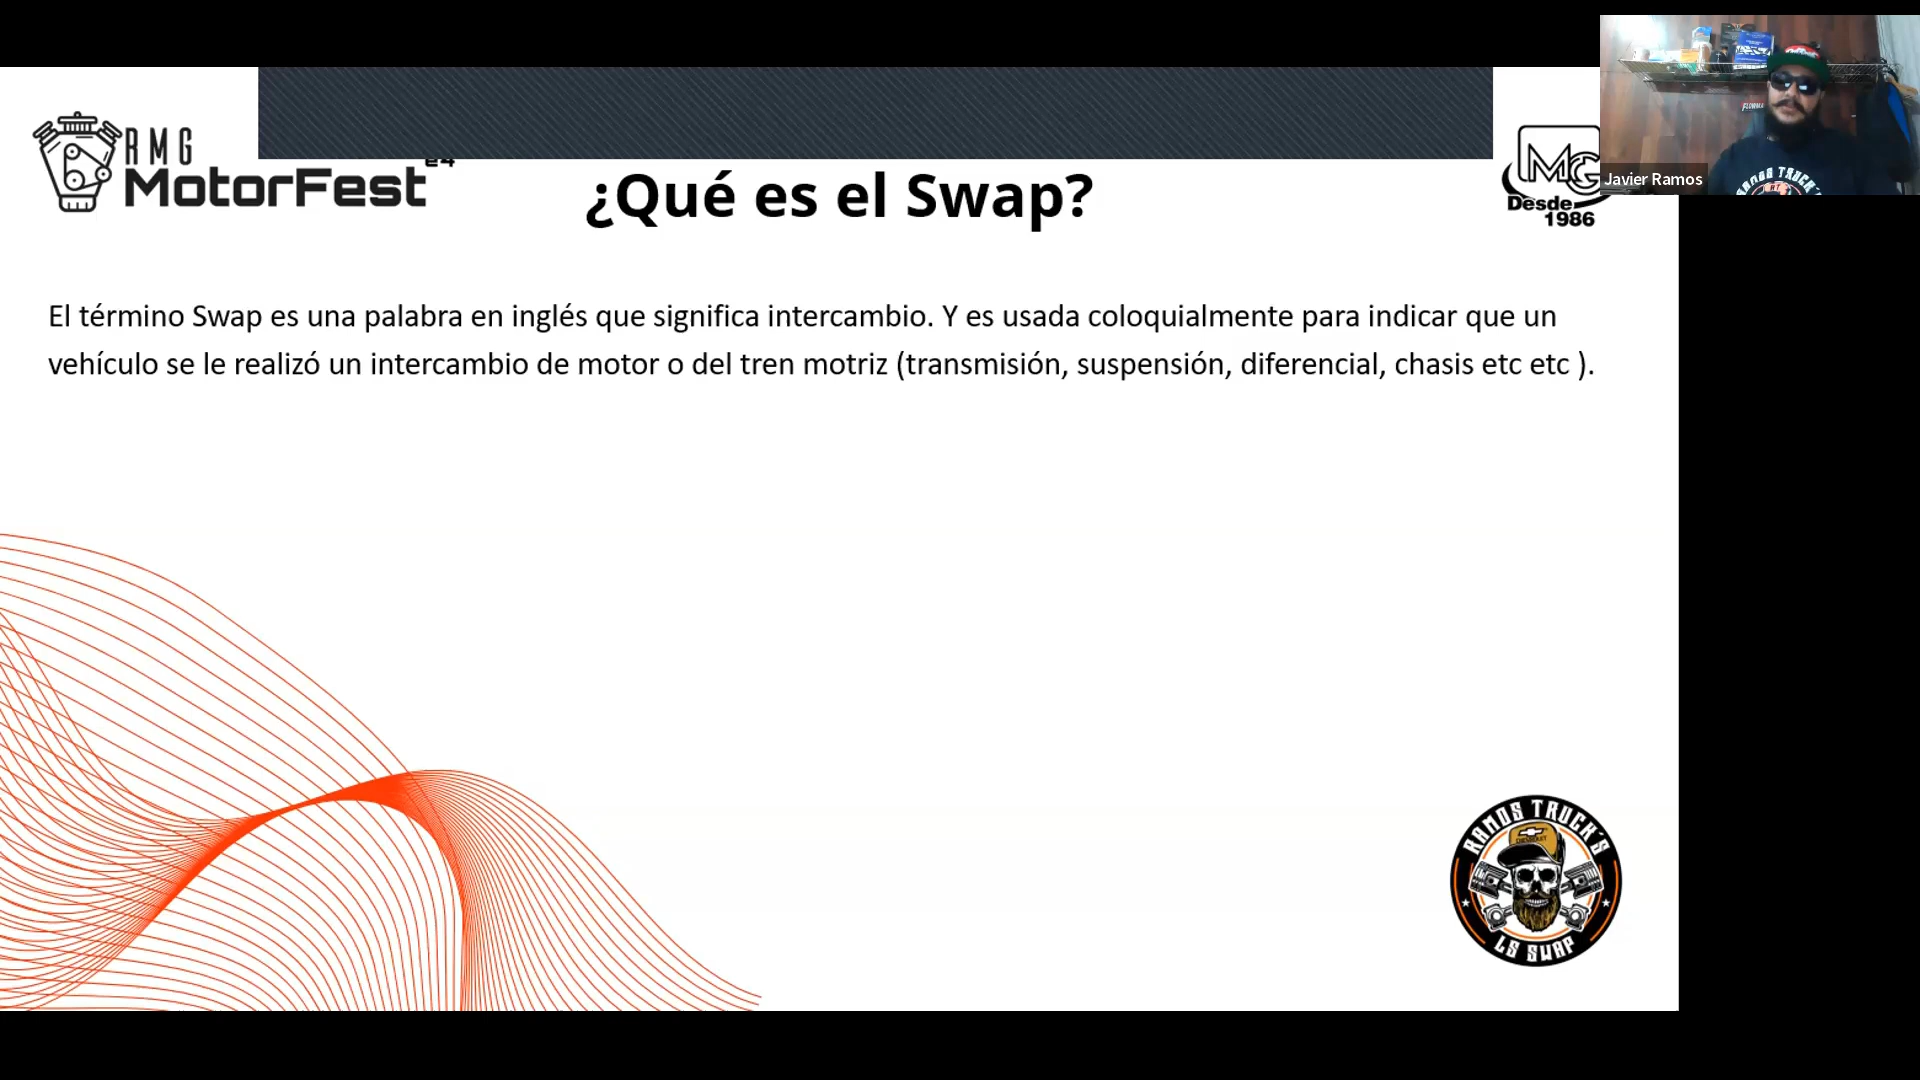 RMG
MotorFest
¿Qué es el Swap?
MG
Desde
1986
Javier Ramos
El término Swap es una palabra en inglés que significa intercambio. Y es usada coloquialmente para indicar que un
vehículo se le realizó un intercambio de motor o del tren motriz (transmisión, suspensión, diferencial, chasis etc etc ).
RAMOS TRUCK'S
CHEVROLET
LS SWAP